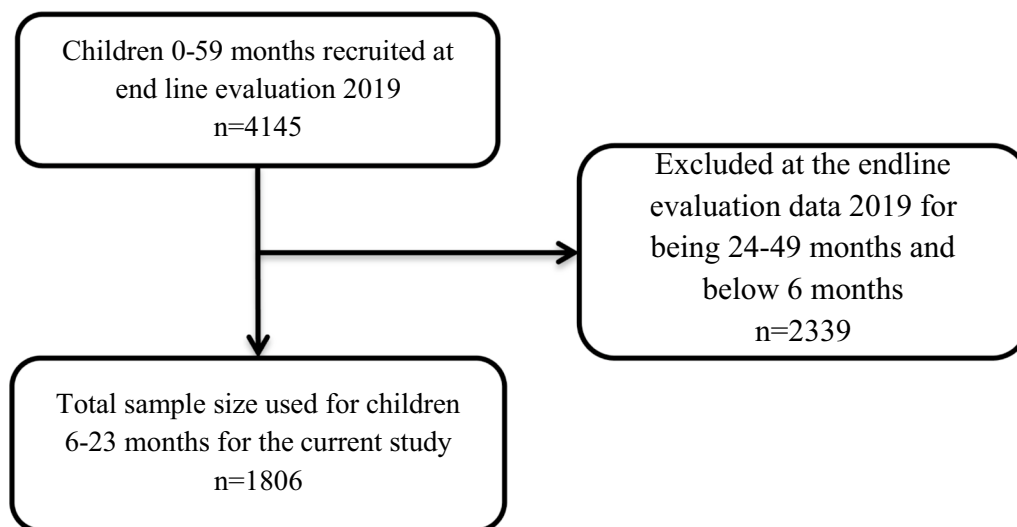 Children 0-59 months recruited at
end line evaluation 2019
n=4145
Excluded at the endline
evaluation data 2019 for
being 24-49 months and
below 6 months
n=2339
Total sample size used for children
6-23 months for the current study
n=1806